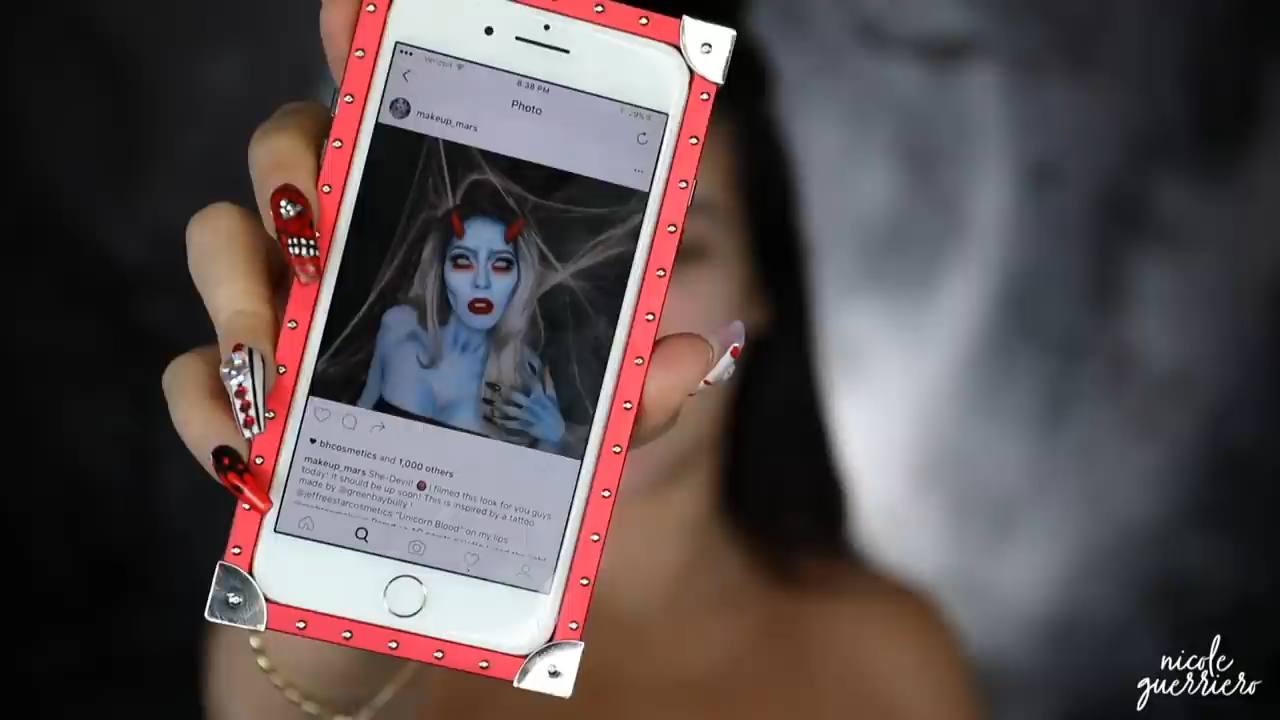 Verizon
8:38 PM
29%
Photo
makeup_mars
bhcosmetics and 1,000 others
makeup_mars She-Devil! I filmed this look for you guys
today! It should be up soon! This is inspired by a tattoo
made by @greenbaybully !
@jeffreestarcosmetics "Unicorn Blood" on my lips
nicole
guerriero